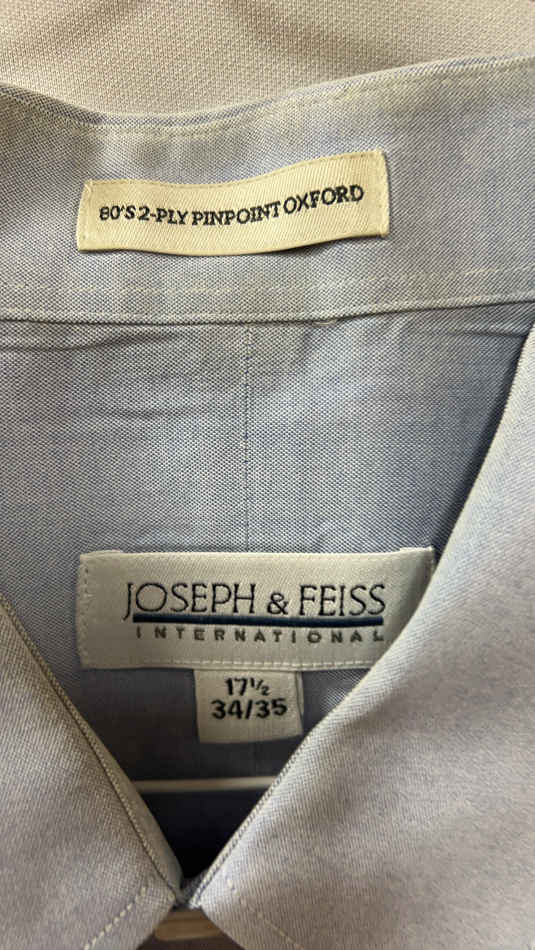 80'S 2-PLY PINPOINT OXFORD
JOSEPH & FEISS
INTERNATIONAL
17½
34/35